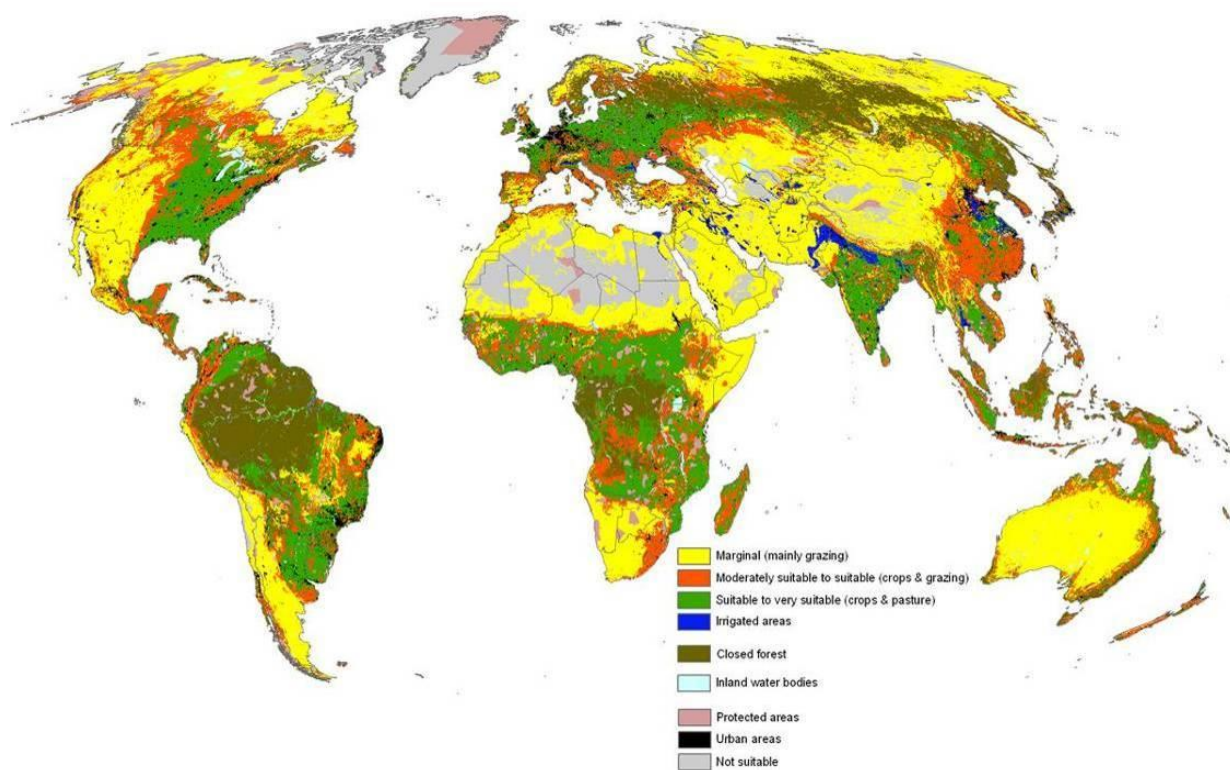 Marginal (mainly grazing)
Moderately suitable to suitable (crops & grazing)
Suitable to very suitable (crops & pasture)
Irrigated areas
Closed forest
Inland water bodies
Protected areas
Urban areas
Not suitable